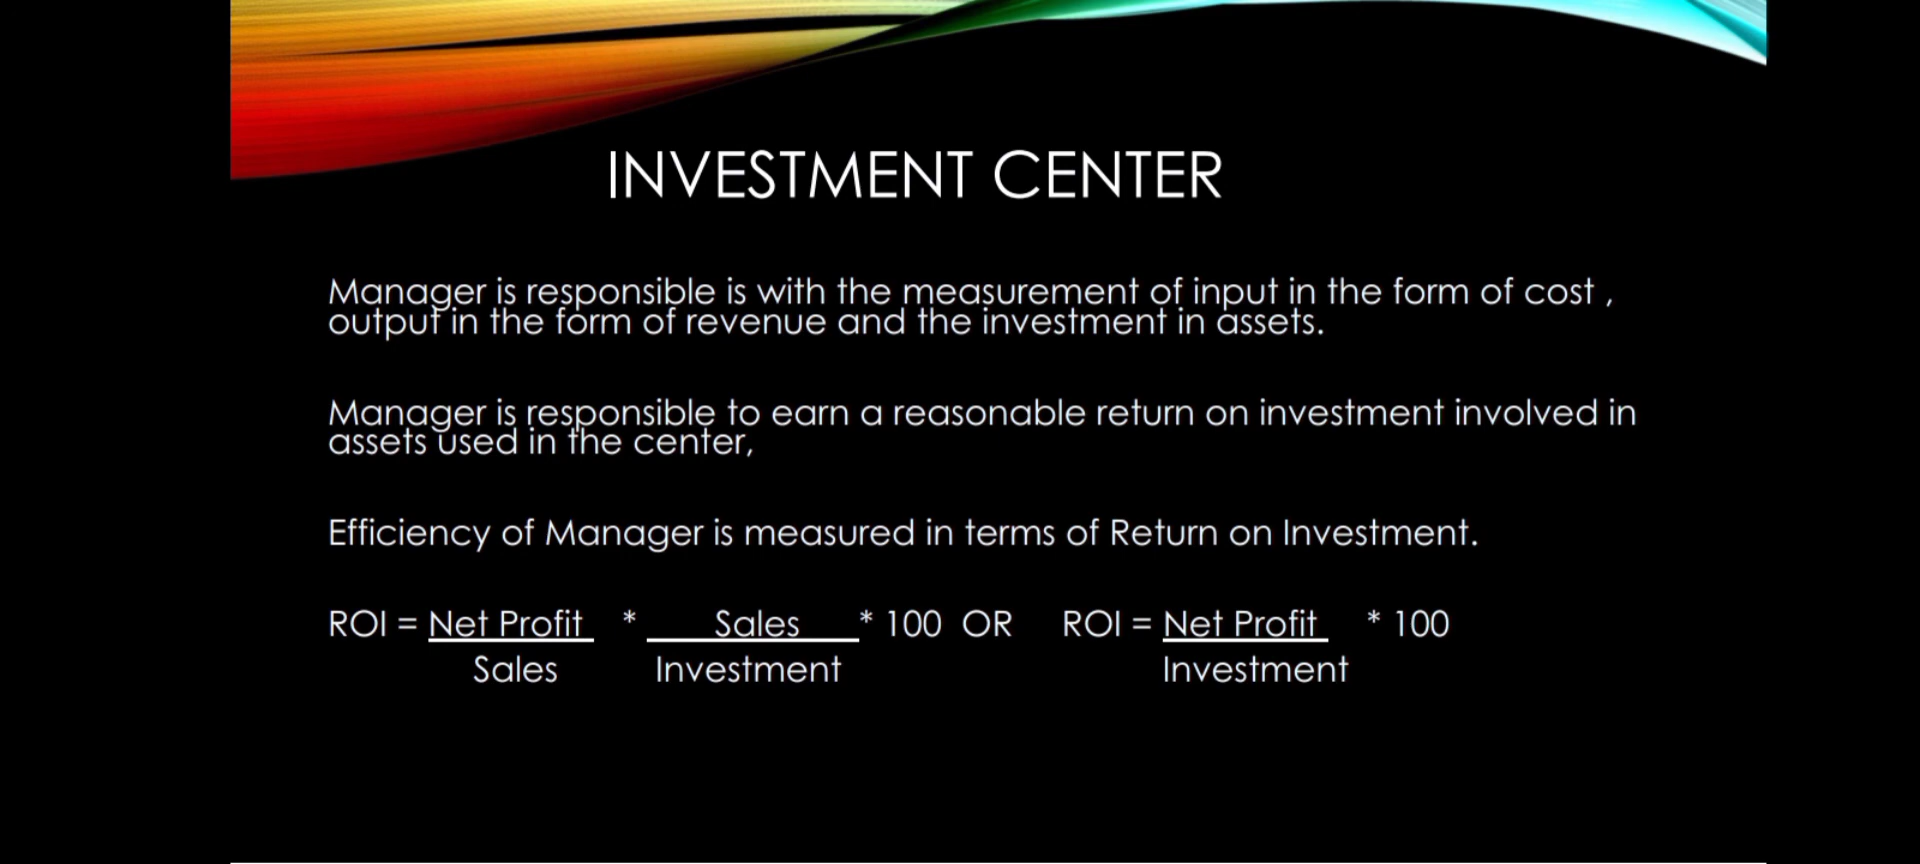 INVESTMENT CENTER
Manager is responsible is with the measurement of input in the form of cost ,
output in the form of revenue and the investment in assets.
Manager is responsible to earn a reasonable return on investment involved in
assets used in the center,
Efficiency of Manager is measured in terms of Return on Investment.
ROI = Net Profit * Sales * 100 OR ROI = Net Profit * 100
Sales Investment Investment